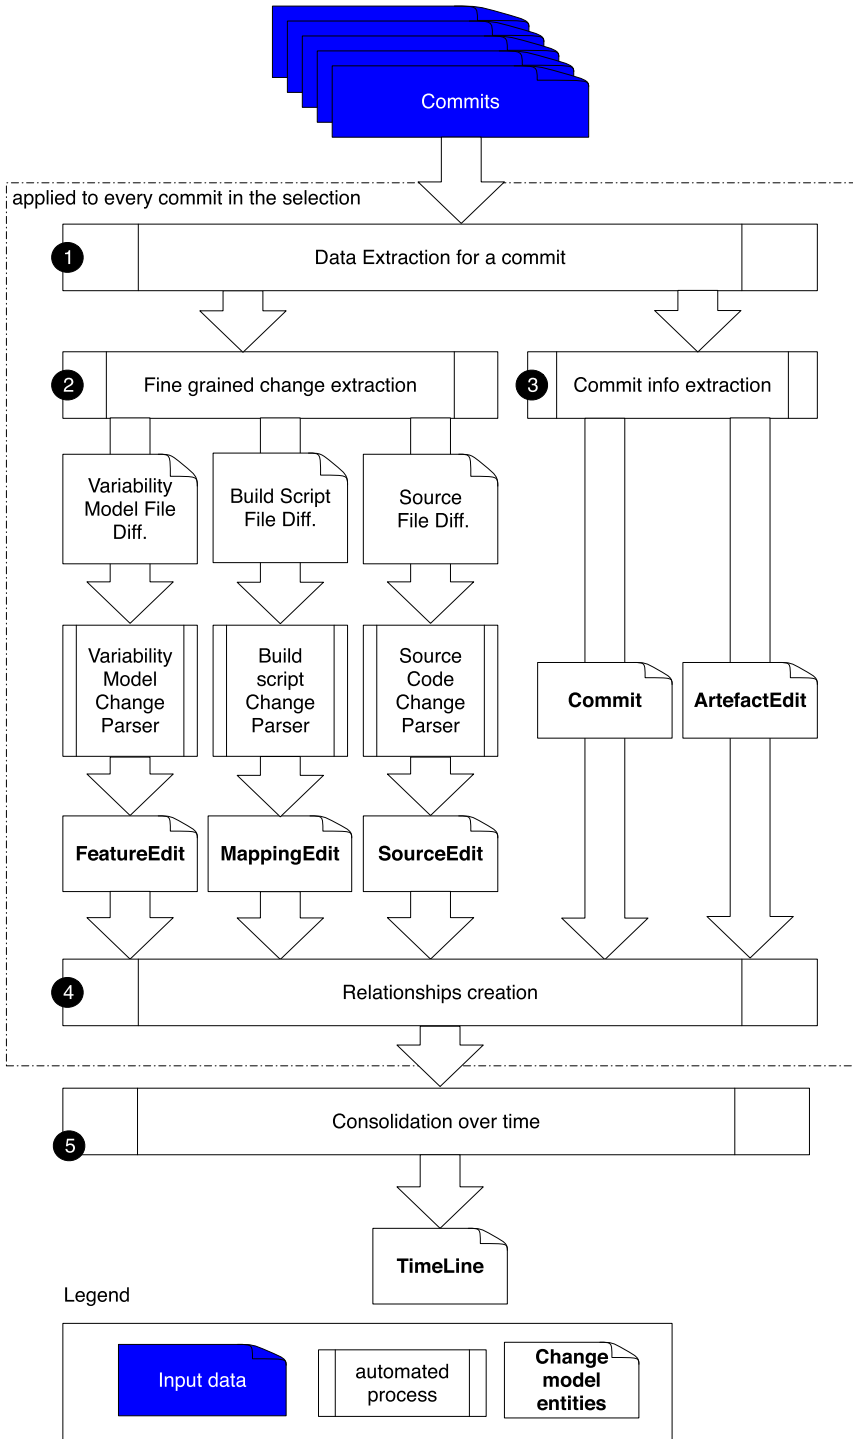 Commits
applied to every commit in the selection
1
Data Extraction for a commit
2
Fine grained change extraction
3
Commit info extraction
Variability
Model File
Diff.
Build Script
File Diff.
Source
File Diff.
Variability
Model
Change
Parser
Build
script
Change
Parser
Source
Code
Change
Parser
Commit
ArtefactEdit
FeatureEdit
MappingEdit
SourceEdit
4
Relationships creation
Consolidation over time
5
TimeLine
Legend
Input data
automated
process
Change
model
entities